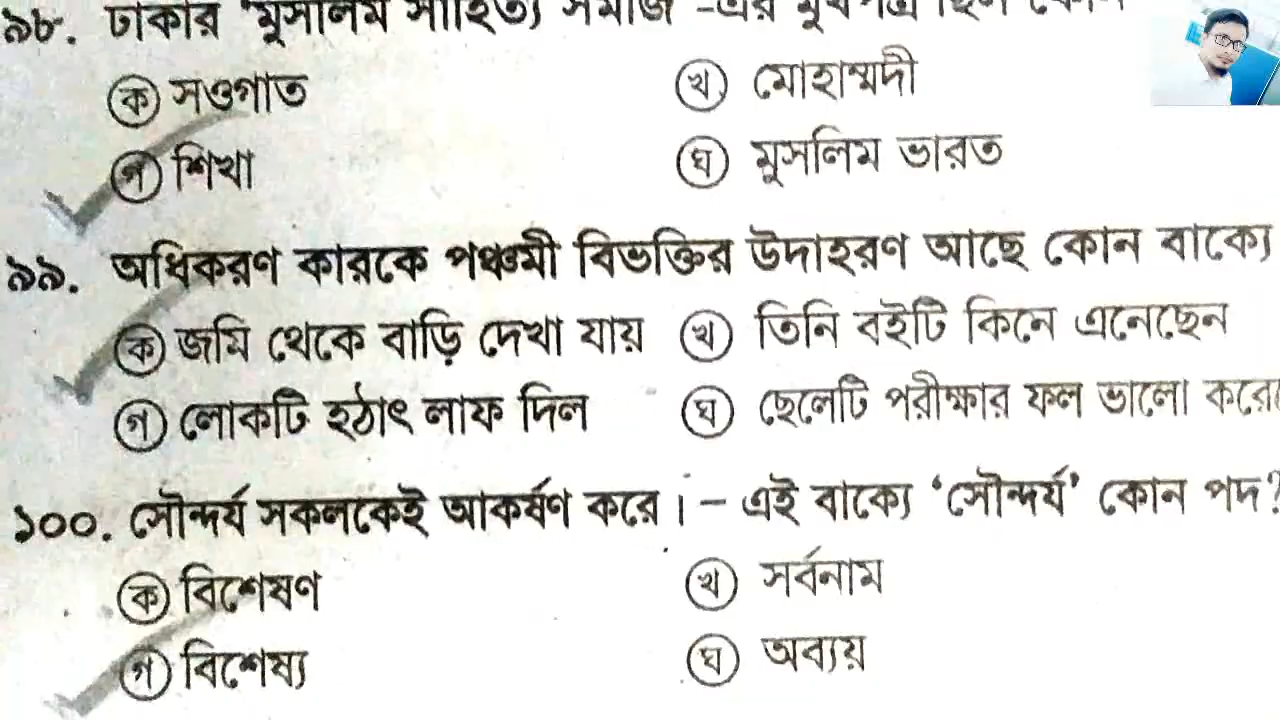 ৯৮. ঢাকার 'মুসলিম সাহিত্য সমাজ' -এর মুখপত্র ছিল কোন
ক সওগাত খ মোহাম্মদী
গ শিখা ঘ মুসলিম ভারত
৯৯. অধিকরণ কারকে পঞ্চমী বিভক্তির উদাহরণ আছে কোন বাক্যে
ক জমি থেকে বাড়ি দেখা যায় খ তিনি বইটি কিনে এনেছেন
গ লোকটি হঠাৎ লাফ দিল ঘ ছেলেটি পরীক্ষার ফল ভালো করে
১০০. সৌন্দর্য সকলকেই আকর্ষণ করে। – এই বাক্যে 'সৌন্দর্য' কোন পদ?
ক বিশেষণ খ সর্বনাম
গ বিশেষ্য ঘ অব্যয়